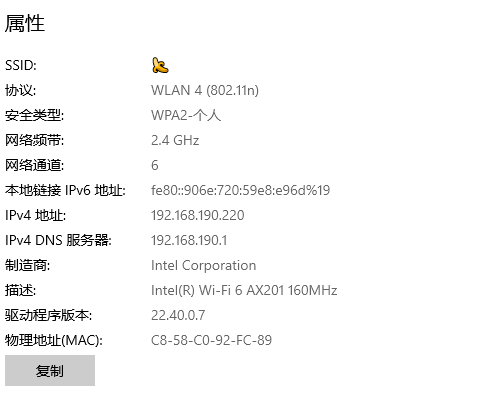 属性
SSID:
协议: WLAN 4 (802.11n)
安全类型: WPA2-个人
网络频带: 2.4 GHz
网络通道: 6
本地链接 IPv6 地址: fe80::906e:720:59e8:e96d%19
IPv4 地址: 192.168.190.220
IPv4 DNS 服务器: 192.168.190.1
制造商: Intel Corporation
描述: Intel(R) Wi-Fi 6 AX201 160MHz
驱动程序版本: 22.40.0.7
物理地址(MAC): C8-58-C0-92-FC-89
复制